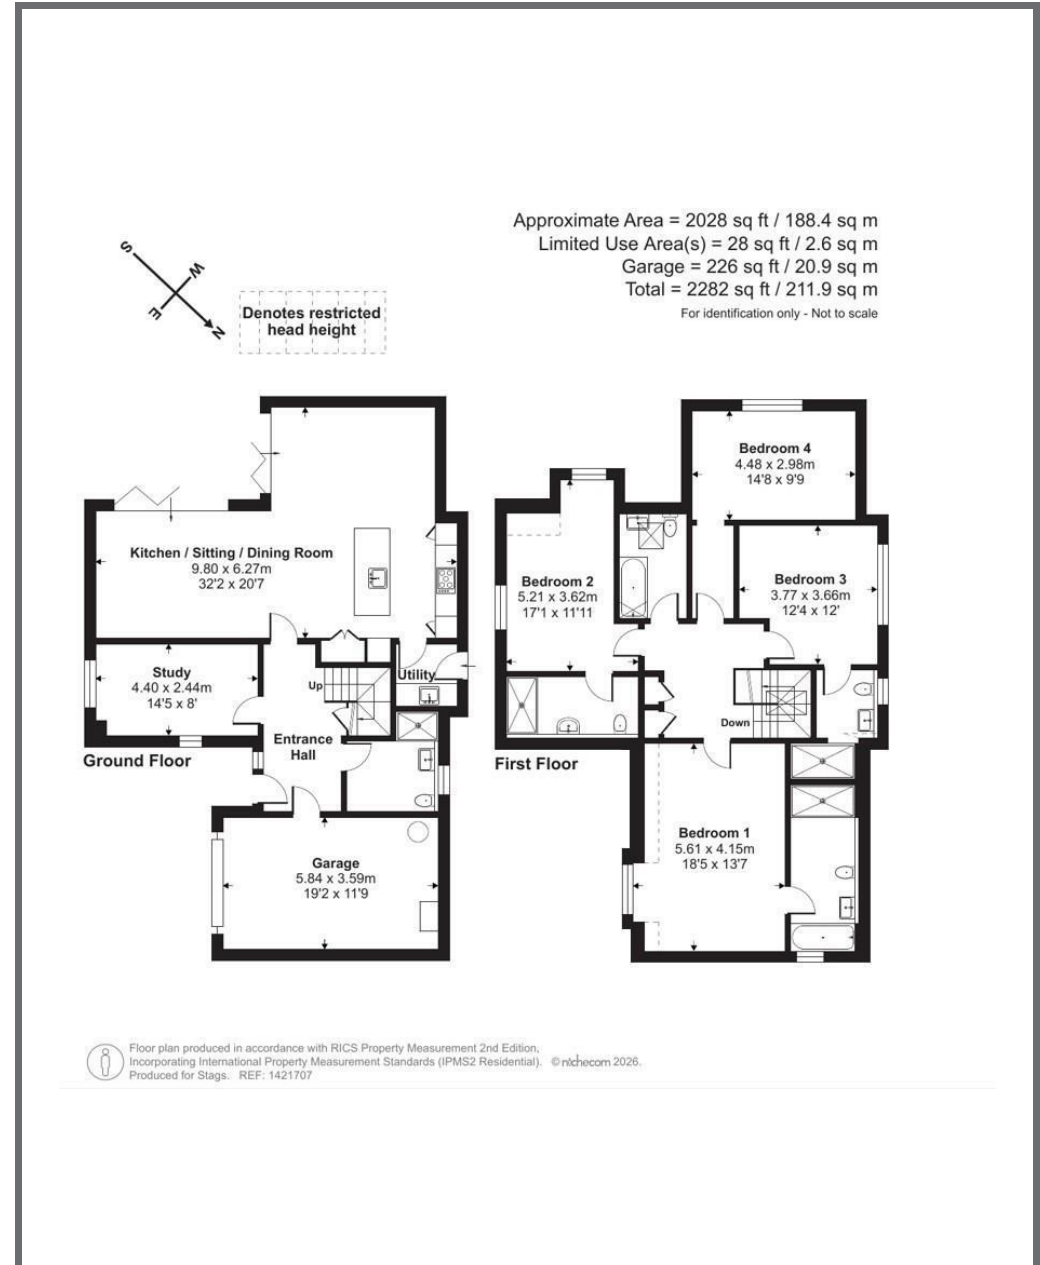 Approximate Area = 2028 sq ft / 188.4 sq m
Limited Use Area(s) = 28 sq ft / 2.6 sq m
Garage = 226 sq ft / 20.9 sq m
Total = 2282 sq ft / 211.9 sq m
For identification only - Not to scale
S
W
E
N
Denotes restricted
head height
Kitchen / Sitting / Dining Room
9.80 x 6.27m
32'2 x 20'7
Study
4.40 x 2.44m
14'5 x 8'
Up
Utility
Entrance
Hall
Ground Floor
Garage
5.84 x 3.59m
19'2 x 11'9
Bedroom 4
4.48 x 2.98m
14'8 x 9'9
Bedroom 2
5.21 x 3.62m
17'1 x 11'11
Bedroom 3
3.77 x 3.66m
12'4 x 12'
Down
First Floor
Bedroom 1
5.61 x 4.15m
18'5 x 13'7
Floor plan produced in accordance with RICS Property Measurement 2nd Edition,
Incorporating International Property Measurement Standards (IPMS2 Residential). © nichecom 2026.
Produced for Stags. REF: 1421707